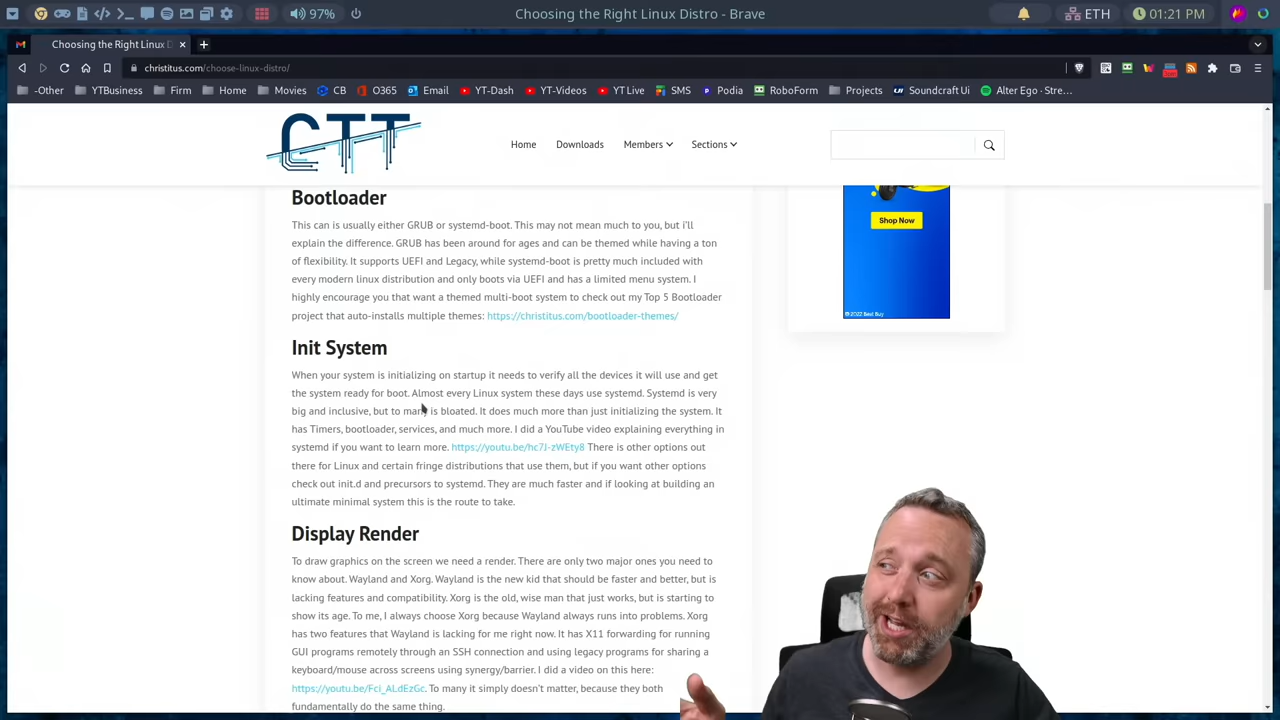 97%
Choosing the Right Linux Distro - Brave
ETH
01:21 PM
Choosing the Right Linux D
christitus.com/choose-linux-distro/
-Other
YTBusiness
Firm
Home
Movies
CB
O365
Email
YT-Dash
YT-Videos
YT Live
SMS
Podia
RoboForm
Projects
Soundcraft Ui
Alter Ego - Stre…
CTT
Home
Downloads
Members
Sections
Bootloader
This can is usually either GRUB or systemd-boot. This may not mean much to you, but i'll
explain the difference. GRUB has been around for ages and can be themed while having a ton
of flexibility. It supports UEFI and Legacy, while systemd-boot is pretty much included with
every modern linux distribution and only boots via UEFI and has a limited menu system. I
highly encourage you that want a themed multi-boot system to check out my Top 5 Bootloader
project that auto-installs multiple themes: https://christitus.com/bootloader-themes/
Shop Now
© 2022 Best Buy
Init System
When your system is initializing on startup it needs to verify all the devices it will use and get
the system ready for boot. Almost every Linux system these days use systemd. Systemd is very
big and inclusive, but to many is bloated. It does much more than just initializing the system. It
has Timers, bootloader, services, and much more. I did a YouTube video explaining everything in
systemd if you want to learn more. https://youtu.be/hc7J-zWEty8 There is other options out
there for Linux and certain fringe distributions that use them, but if you want other options
check out init.d and precursors to systemd. They are much faster and if looking at building an
ultimate minimal system this is the route to take.
Display Render
To draw graphics on the screen we need a render. There are only two major ones you need to
know about. Wayland and Xorg. Wayland is the new kid that should be faster and better, but is
lacking features and compatibility. Xorg is the old, wise man that just works, but is starting to
show its age. To me, I always choose Xorg because Wayland always runs into problems. Xorg
has two features that Wayland is lacking for me right now. It has X11 forwarding for running
GUI programs remotely through an SSH connection and using legacy programs for sharing a
keyboard/mouse across screens using synergy/barrier. I did a video on this here:
https://youtu.be/Fci_ALdEzGc. To many it simply doesn't matter, because they both
fundamentally do the same thing.